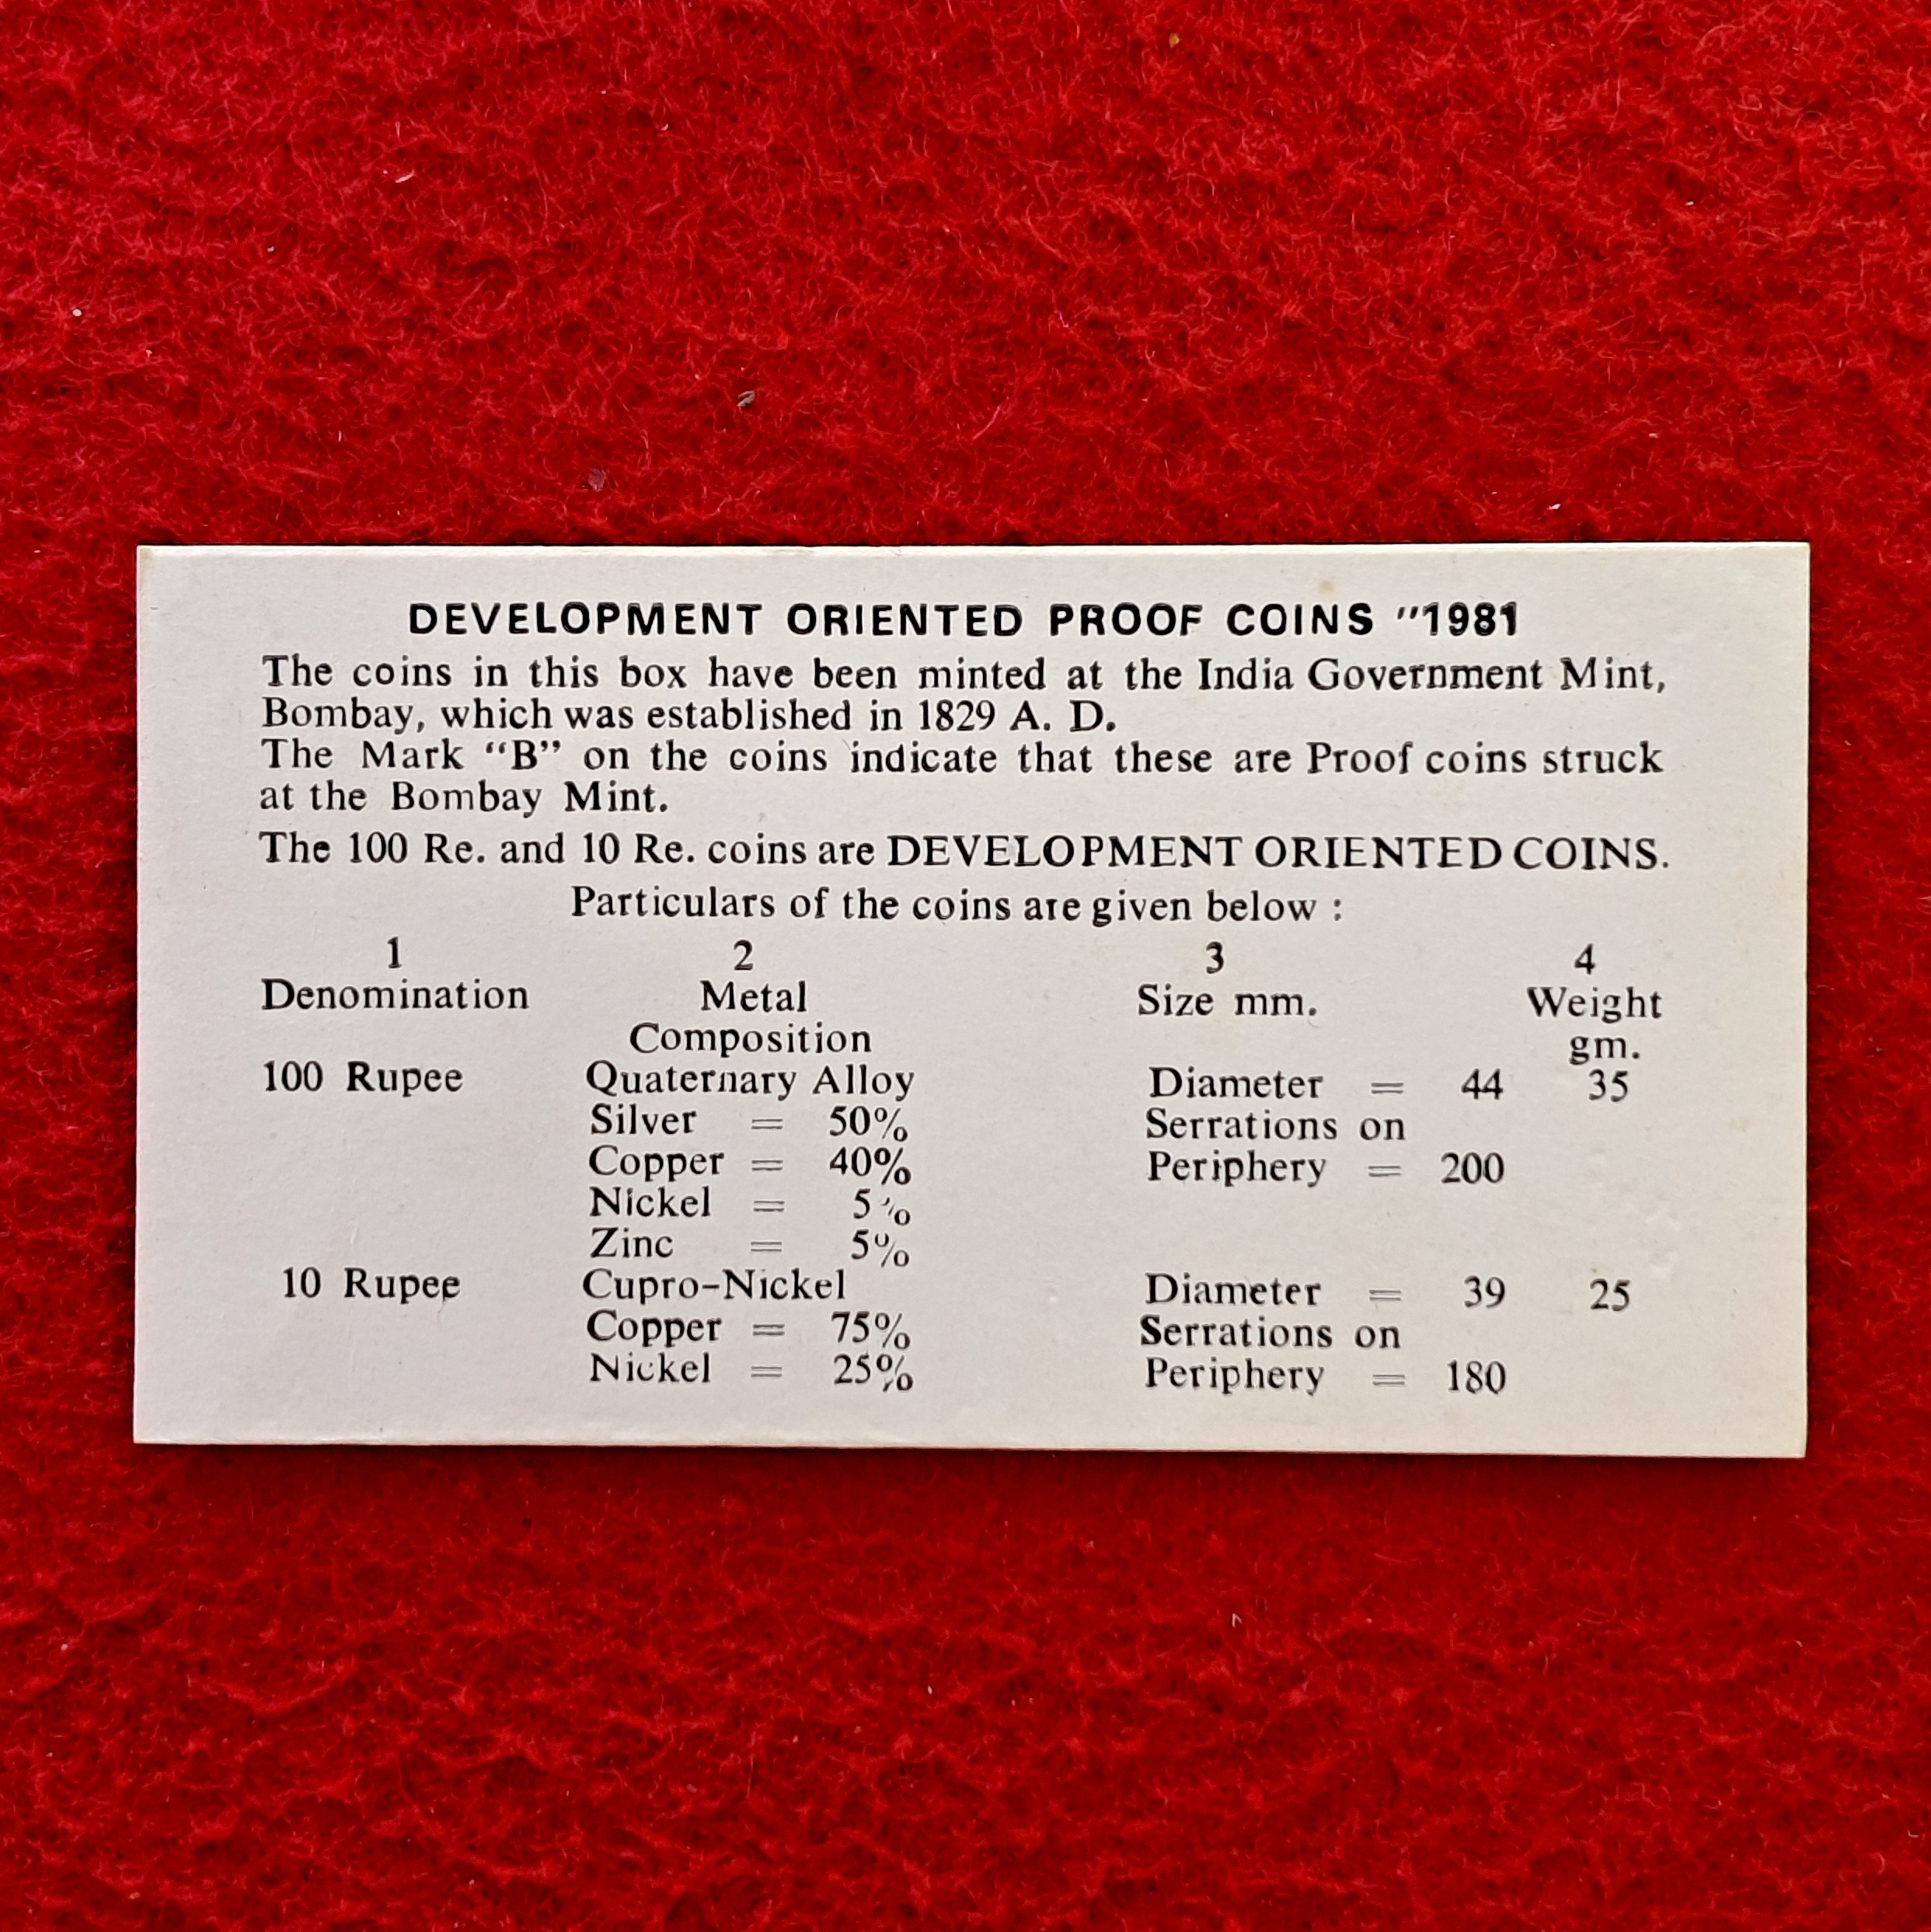 DEVELOPMENT ORIENTED PROOF COINS "1981
The coins in this box have been minted at the India Government Mint,
Bombay, which was established in 1829 A. D.
The Mark “B” on the coins indicate that these are Proof coins struck
at the Bombay Mint.
The 100 Re. and 10 Re. coins are DEVELOPMENT ORIENTED COINS.
Particulars of the coins are given below :
1 2 3 4
Denomination Metal Size mm. Weight
Composition gm.
100 Rupee Quaternary Alloy Diameter = 44 35
Silver = 50% Serrations on
Copper = 40% Periphery = 200
Nickel = 5%
Zinc = 5%
10 Rupee Cupro-Nickel Diameter = 39 25
Copper = 75% Serrations on
Nickel = 25% Periphery = 180